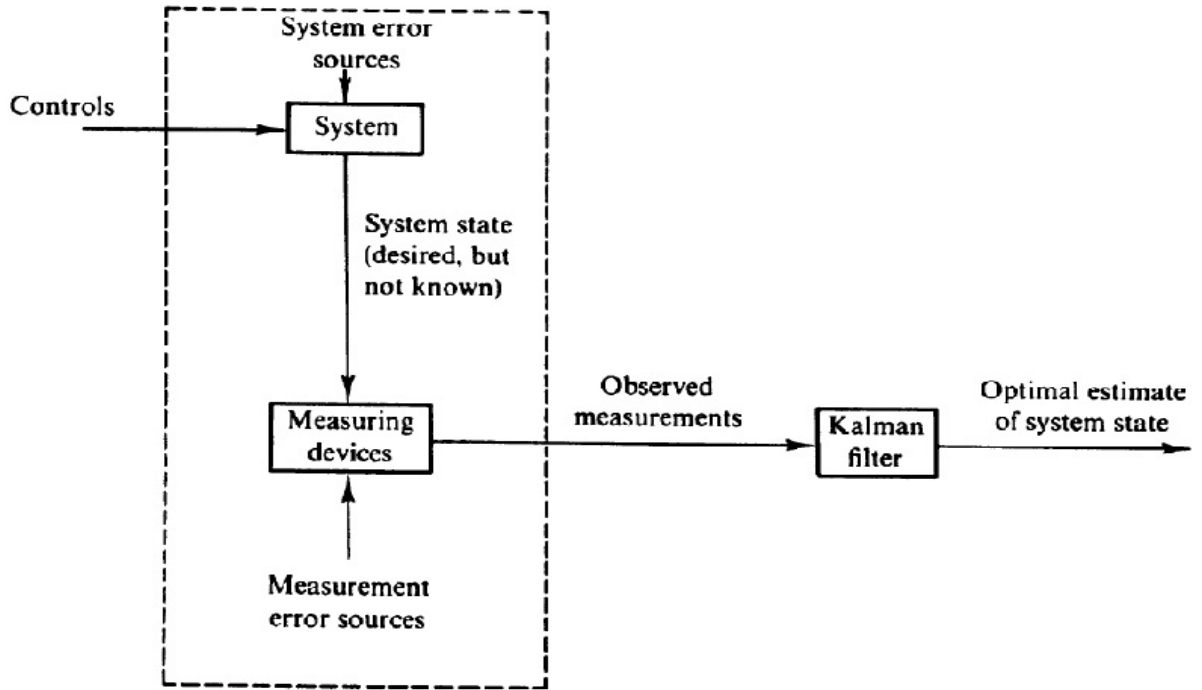 System error
sources
Controls
System
System state
(desired, but
not known)
Measuring
devices
Observed
measurements
Kalman
filter
Optimal estimate
of system state
Measurement
error sources